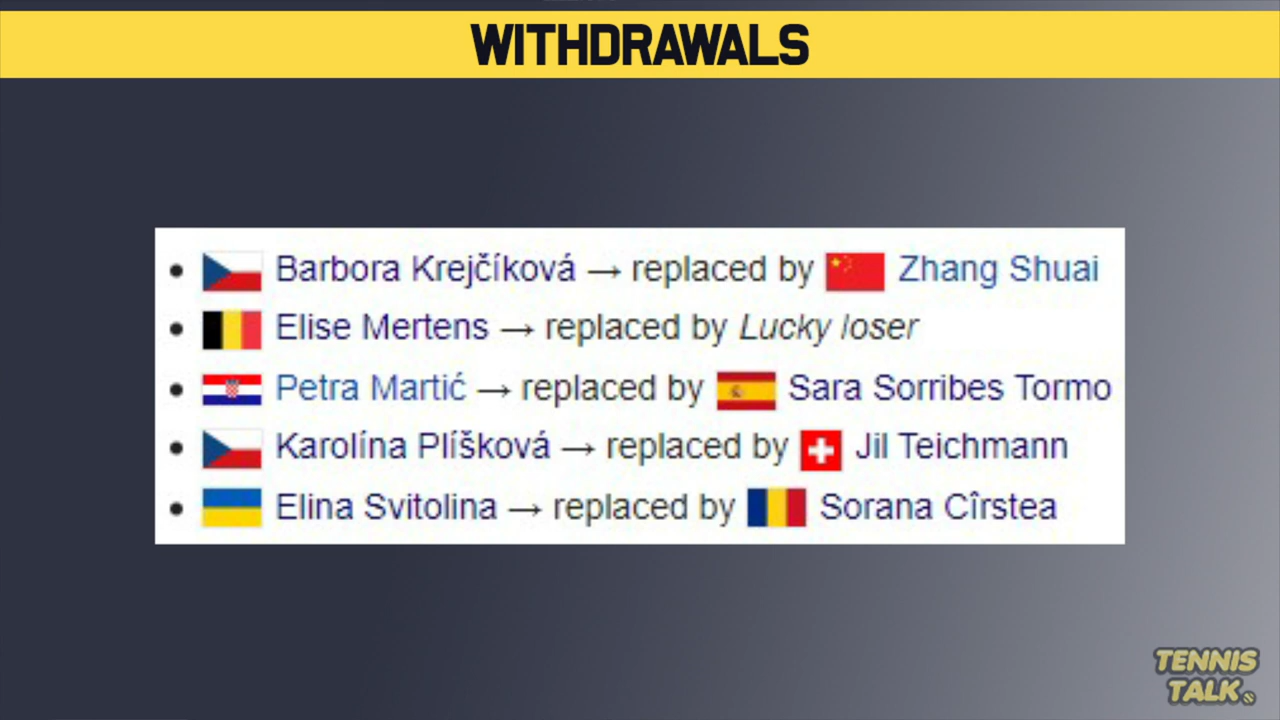 WITHDRAWALS
• Barbora Krejčíková → replaced by Zhang Shuai
• Elise Mertens → replaced by Lucky loser
• Petra Martić → replaced by Sara Sorribes Tormo
• Karolína Plíšková → replaced by Jil Teichmann
• Elina Svitolina → replaced by Sorana Cîrstea
TENNIS
TALK